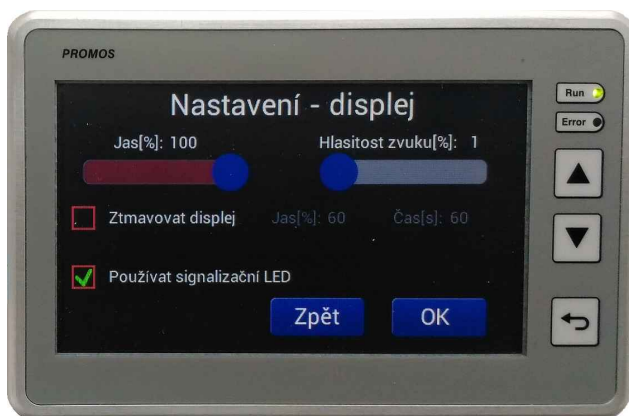 PROMOS
Nastavení - displej
Run
Error
Jas[%]: 100 Hlasitost zvuku[%]: 1
Ztmavovat displej Jas[%]: 60 Čas[s]: 60
Používat signalizační LED
Zpět OK